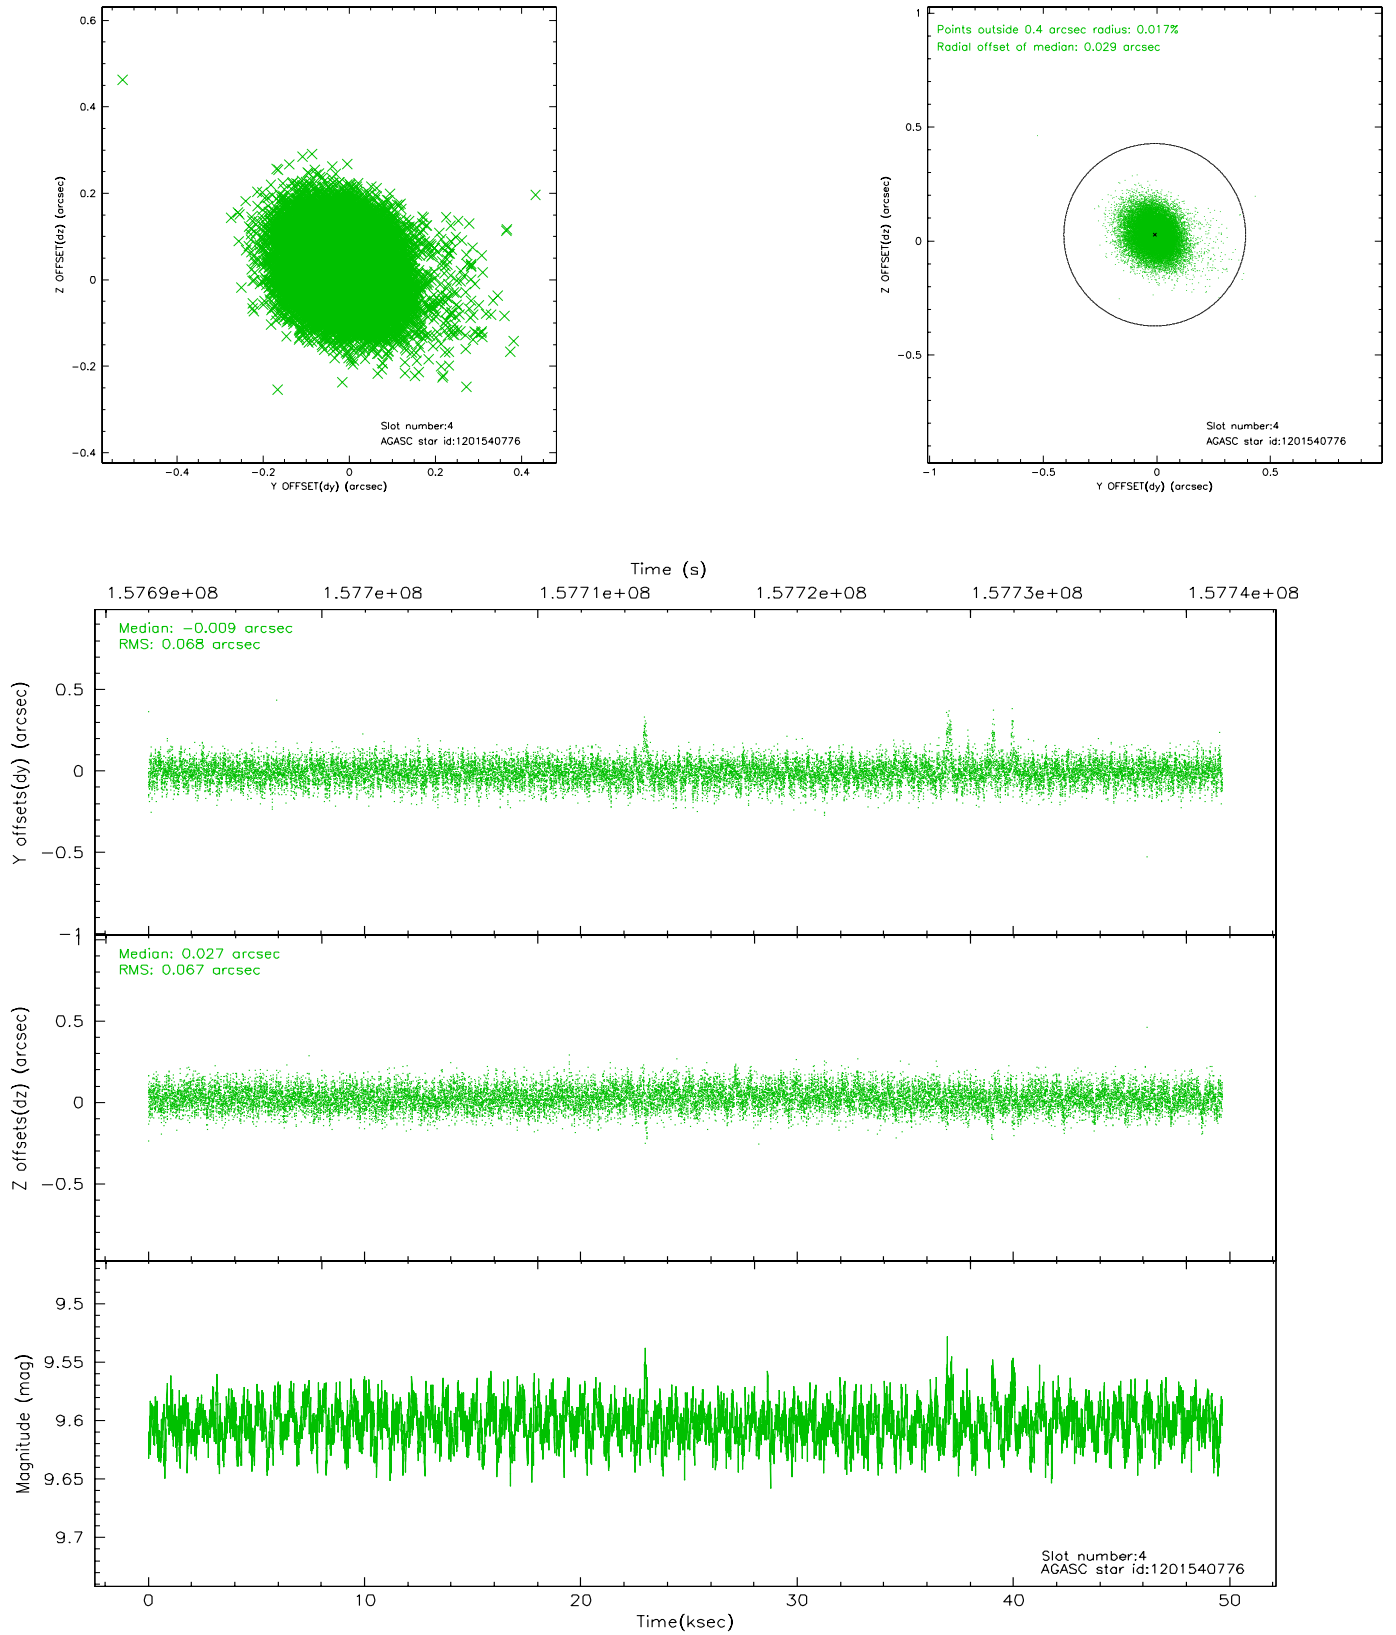 0.6
0.4
0.2
0
−0.2
−0.4
−0.4 −0.2 0 0.2 0.4
Z OFFSET(dz) (arcsec)
Y OFFSET(dy) (arcsec)
Slot number:4
AGASC star id:1201540776
Points outside 0.4 arcsec radius: 0.017%
Radial offset of median: 0.029 arcsec
1
0.5
0
−0.5
−1 −0.5 0 0.5
Z OFFSET(dz) (arcsec)
Y OFFSET(dy) (arcsec)
Slot number:4
AGASC star id:1201540776
Time (s)
1.5769e+08 1.577e+08 1.5771e+08 1.5772e+08 1.5773e+08 1.5774e+08
Median: −0.009 arcsec
RMS: 0.068 arcsec
0.5
0
−0.5
−1
Y offsets(dy) (arcsec)
Median: 0.027 arcsec
RMS: 0.067 arcsec
1
0.5
0
−0.5
Z offsets(dz) (arcsec)
9.5
9.55
9.6
9.65
9.7
Magnitude (mag)
Slot number:4
AGASC star id:1201540776
0 10 20 30 40 50
Time(ksec)